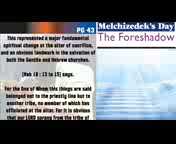 PG 43
This represented a major fundamental
spiritual change at the altar of sacrifice,
and an obvious landmark in the salvation of
both the Gentile and Hebrew churches.
[Heb 10 : 13 to 15] says.
For the One of Whom this things are said
belonged not to the priestly line but to
another tribe, no member of which has
officiated at the altar. For it is obvious
that our LORD sprang from the tribe of
Melchizedek's Day
The Foreshadow